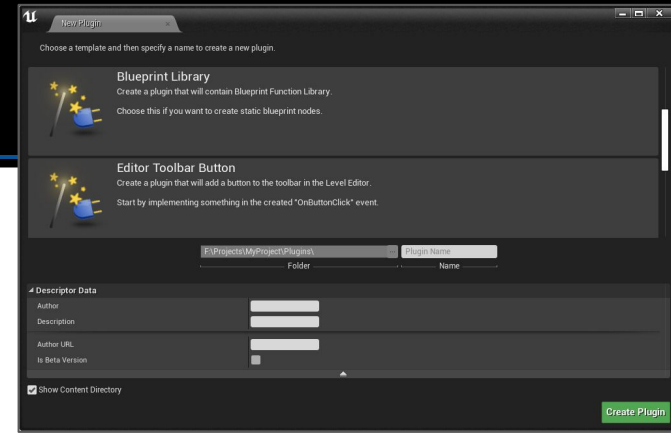 New Plugin
Choose a template and then specify a name to create a new plugin.
Blueprint Library
Create a plugin that will contain Blueprint Function Library.
Choose this if you want to create static blueprint nodes.
Editor Toolbar Button
Create a plugin that will add a button to the toolbar in the Level Editor.
Start by implementing something in the created "OnButtonClick" event.
F:\Projects\MyProject\Plugins\ ... Plugin Name
Folder Name
Descriptor Data
Author
Description
Author URL
Is Beta Version
Show Content Directory
Create Plugin